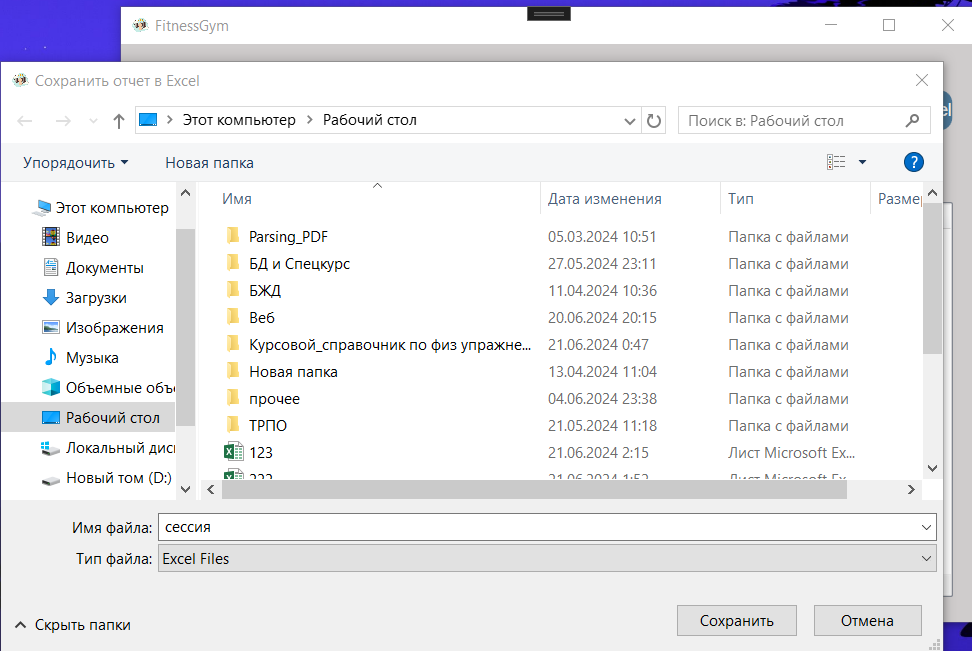 FitnessGym
Сохранить отчет в Excel
Этот компьютер Рабочий стол
Поиск в: Рабочий стол
Упорядочить Новая папка
Этот компьютер
Видео
Документы
Загрузки
Изображения
Музыка
Объемные объ
Рабочий стол
Локальный дис
Новый том (D:)
Имя Дата изменения Тип Разме
Parsing_PDF 05.03.2024 10:51 Папка с файлами
БД и Спецкурс 27.05.2024 23:11 Папка с файлами
БЖД 11.04.2024 10:36 Папка с файлами
Веб 20.06.2024 20:15 Папка с файлами
Курсовой_справочник по физ упражне... 21.06.2024 0:47 Папка с файлами
Новая папка 13.04.2024 11:04 Папка с файлами
прочее 04.06.2024 23:38 Папка с файлами
ТРПО 21.05.2024 11:18 Папка с файлами
123 21.06.2024 2:15 Лист Microsoft Ex...
222 21.06.2024 1:52 Лист Microsoft Ex...
Имя файла: сессия
Тип файла: Excel Files
Скрыть папки
Сохранить Отмена